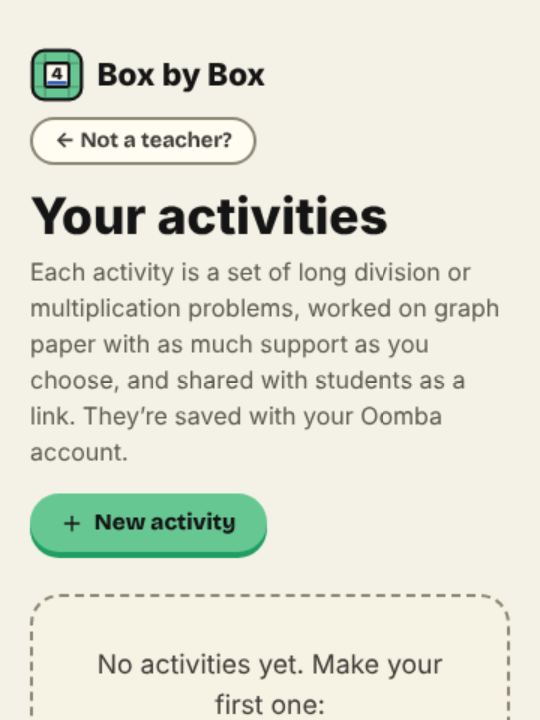 4
Box by Box
← Not a teacher?
Your activities
Each activity is a set of long division or
multiplication problems, worked on graph
paper with as much support as you
choose, and shared with students as a
link. They’re saved with your Oomba
account.
+ New activity
No activities yet. Make your
first one: